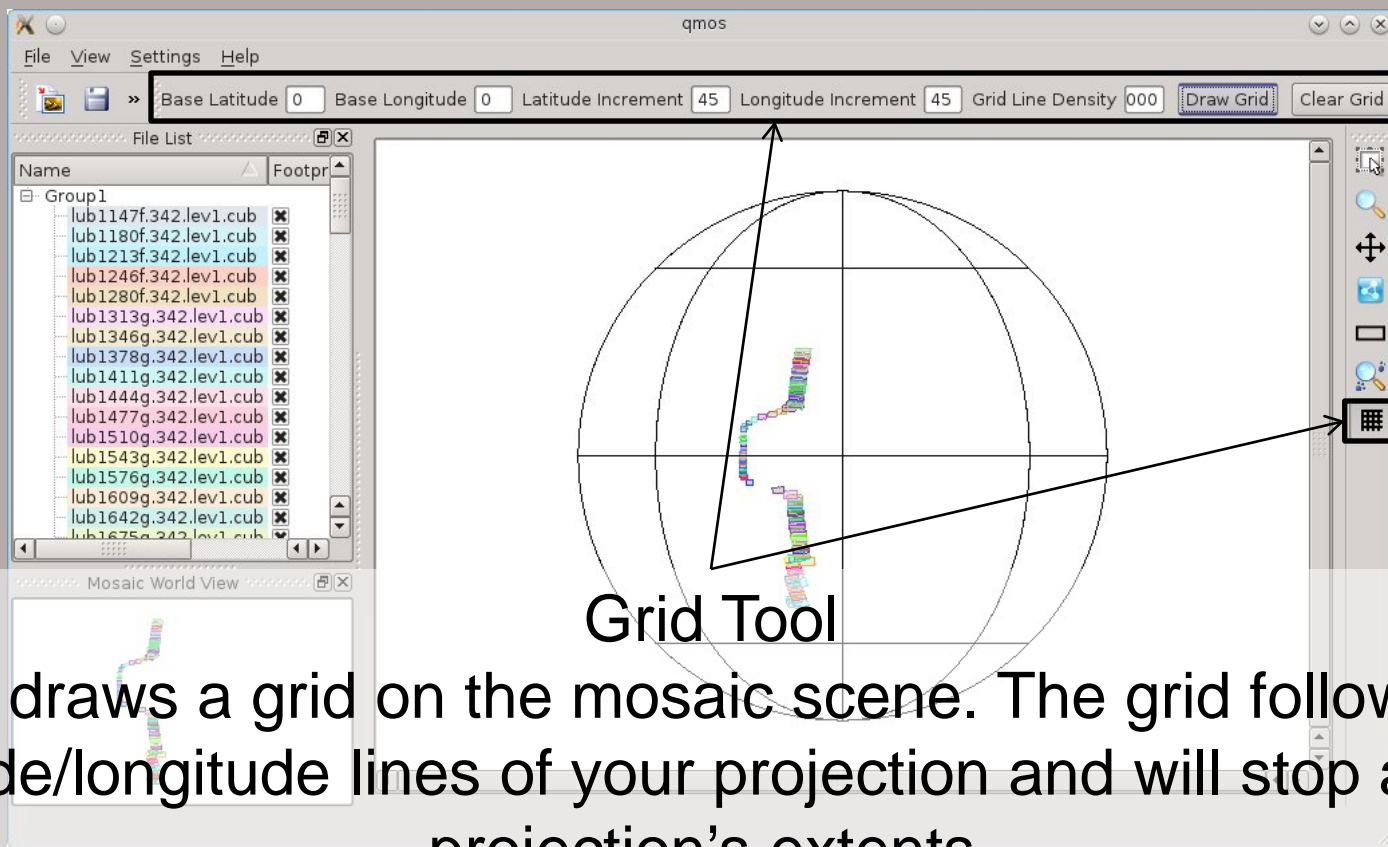 qmos
File View Settings Help
» Base Latitude 0 Base Longitude 0 Latitude Increment 45 Longitude Increment 45 Grid Line Density 000 Draw Grid Clear Grid
File List
Name Footpr
Group1
lub1147f.342.lev1.cub
lub1180f.342.lev1.cub
lub1213f.342.lev1.cub
lub1246f.342.lev1.cub
lub1280f.342.lev1.cub
lub1313g.342.lev1.cub
lub1346g.342.lev1.cub
lub1378g.342.lev1.cub
lub1411g.342.lev1.cub
lub1444g.342.lev1.cub
lub1477g.342.lev1.cub
lub1510g.342.lev1.cub
lub1543g.342.lev1.cub
lub1576g.342.lev1.cub
lub1609g.342.lev1.cub
lub1642g.342.lev1.cub
lub1675g.342.lev1.cub
Mosaic World View
Grid Tool
draws a grid on the mosaic scene. The grid follow
de/longitude lines of your projection and will stop a
projection's extents